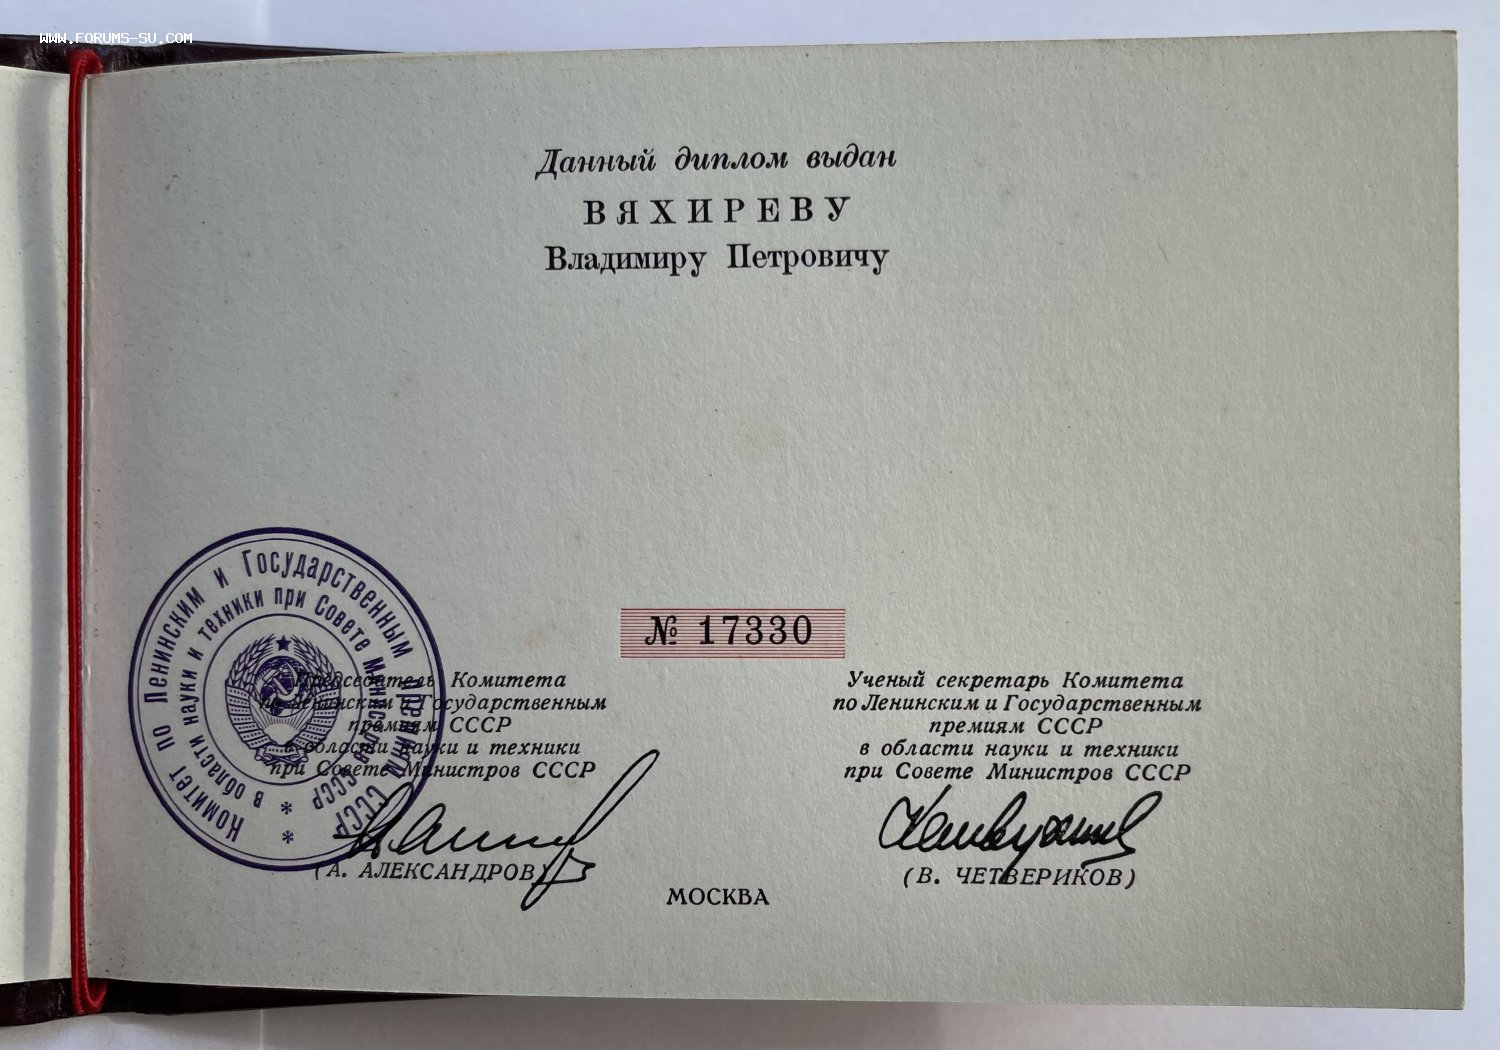 www.FORUMS-SU.COM
Данный диплом выдан
ВЯХИРЕВУ
Владимиру Петровичу
Комитет по Ленинским и Государственным премиям СССР
в области науки и техники при Совете Министров СССР
№ 17330
Председатель Комитета
по Ленинским и Государственным
премиям СССР
в области науки и техники
при Совете Министров СССР
(А. АЛЕКСАНДРОВ)
Ученый секретарь Комитета
по Ленинским и Государственным
премиям СССР
в области науки и техники
при Совете Министров СССР
(В. ЧЕТВЕРИКОВ)
МОСКВА